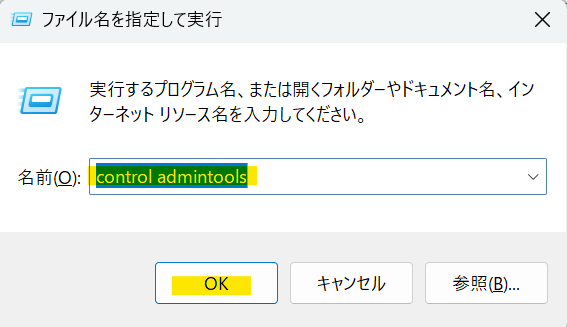 ファイル名を指定して実行
実行するプログラム名、または開くフォルダーやドキュメント名、イン
ターネット リソース名を入力してください。
名前(O): control admintools
OK キャンセル 参照(B)...